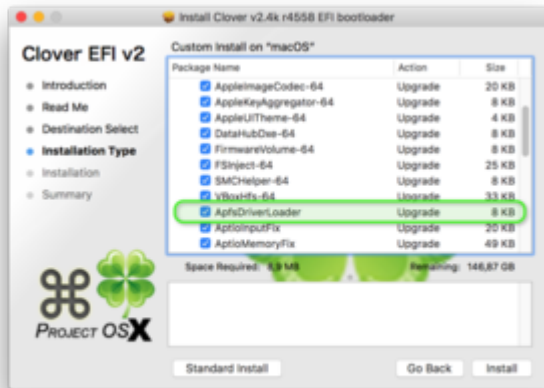 Install Clover v2.4k r4558 EFI bootloader
Clover EFI v2
Introduction
Read Me
Destination Select
Installation Type
Installation
Summary
PROJECT OSX
Custom Install on "macOS"
Package Name Action Size
AppleImageCodec-64 Upgrade 20 KB
AppleKeyAggregator-64 Upgrade 8 KB
AppleUITheme-64 Upgrade 4 KB
DataHubDxe-64 Upgrade 8 KB
FirmwareVolume-64 Upgrade 8 KB
FSInject-64 Upgrade 25 KB
SMCHelper-64 Upgrade 8 KB
VBoxHfs-64 Upgrade 33 KB
ApfsDriverLoader Upgrade 8 KB
AptioInputFix Upgrade 20 KB
AptioMemoryFix Upgrade 49 KB
Space Required: 8,9 MB Remaining: 146,87 GB
Standard Install Go Back Install